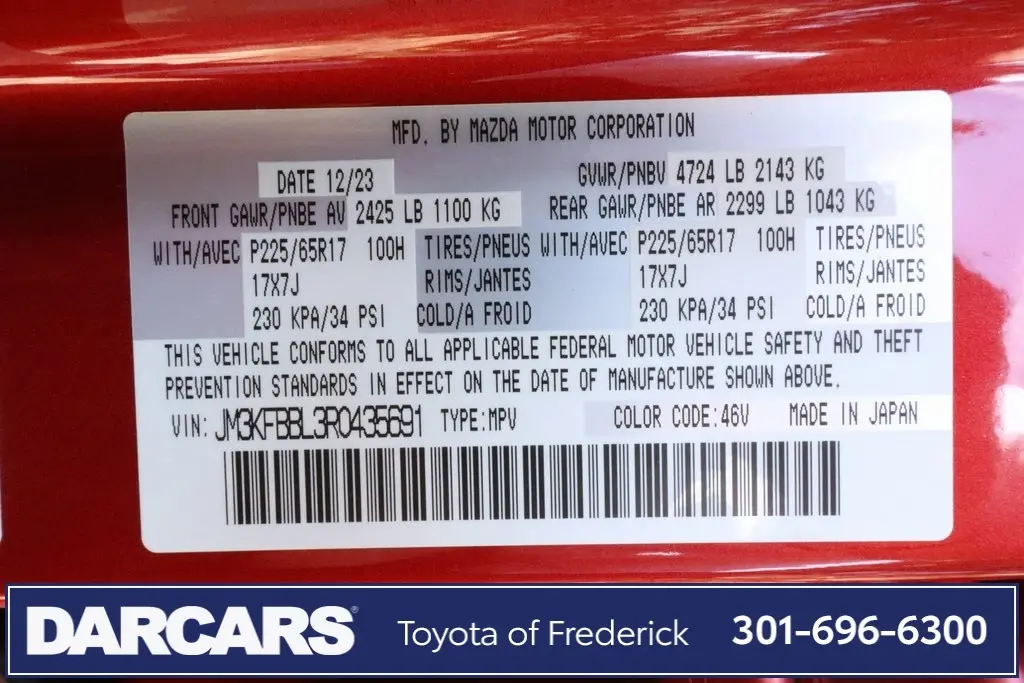 MFD. BY MAZDA MOTOR CORPORATION
DATE 12/23 GVWR/PNBV 4724 LB 2143 KG
FRONT GAWR/PNBE AV 2425 LB 1100 KG REAR GAWR/PNBE AR 2299 LB 1043 KG
WITH/AVEC P225/65R17 100H TIRES/PNEUS WITH/AVEC P225/65R17 100H TIRES/PNEUS
17X7J RIMS/JANTES 17X7J RIMS/JANTES
230 KPA/34 PSI COLD/A FROID 230 KPA/34 PSI COLD/A FROID
THIS VEHICLE CONFORMS TO ALL APPLICABLE FEDERAL MOTOR VEHICLE SAFETY AND THEFT
PREVENTION STANDARDS IN EFFECT ON THE DATE OF MANUFACTURE SHOWN ABOVE.
VIN: JM3KFBBL3R0435691 TYPE:MPV COLOR CODE:46V MADE IN JAPAN
DARCARS® Toyota of Frederick 301-696-6300